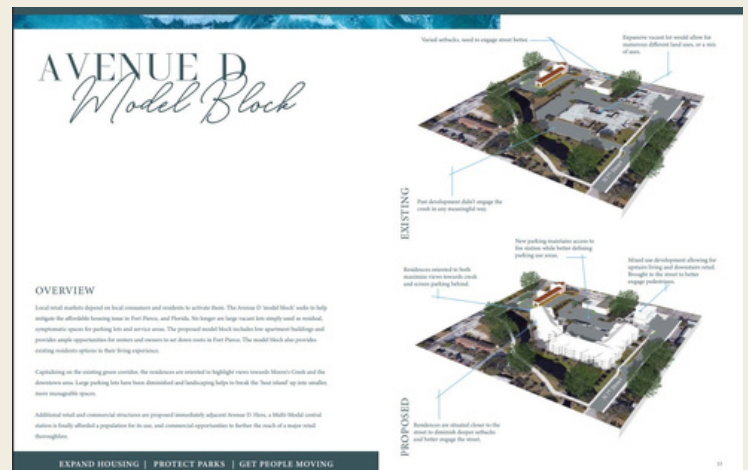 AVENUE D
Model Block
OVERVIEW
Local retail markets depend on local consumers and residents to activate them. The Avenue D 'model block' seeks to help
mitigate the affordable housing issue in Fort Pierce, and Florida. No longer are large vacant lots simply used as residual,
symptomatic spaces for parking lots and service areas. The proposed model block includes low apartment buildings and
provides ample opportunities for renters and owners to set down roots in Fort Pierce. The model block also provides
existing residents options in their living experience.
Capitalizing on the existing green corridor, the residences are oriented to highlight views towards Moore's Creek and the
downtown area. Large parking lots have been diminished and landscaping helps to break the 'heat island' up into smaller,
more manageable spaces.
Additional retail and commercial structures are proposed immediately adjacent Avenue D. Here, a Multi-Modal central
station is finally afforded a population for its use, and commercial opportunities to further the reach of a major retail
thoroughfare.
EXPAND HOUSING | PROTECT PARKS | GET PEOPLE MOVING
Varied setbacks, need to engage street better.
Expansive vacant lot would allow for
numerous different land uses, or a mix
of uses.
Past development didn't engage the
creek in any meaningful way.
EXISTING
New parking maintains access to
fire station while better defining
parking use areas.
Residences oriented to both
maximize views towards creek
and screen parking behind.
Mixed use development allowing for
upstairs living and downstairs retail.
Brought to the street to better
engage pedestrians.
Residences are situated closer to the
street to diminish deeper setbacks
and better engage the street.
PROPOSED